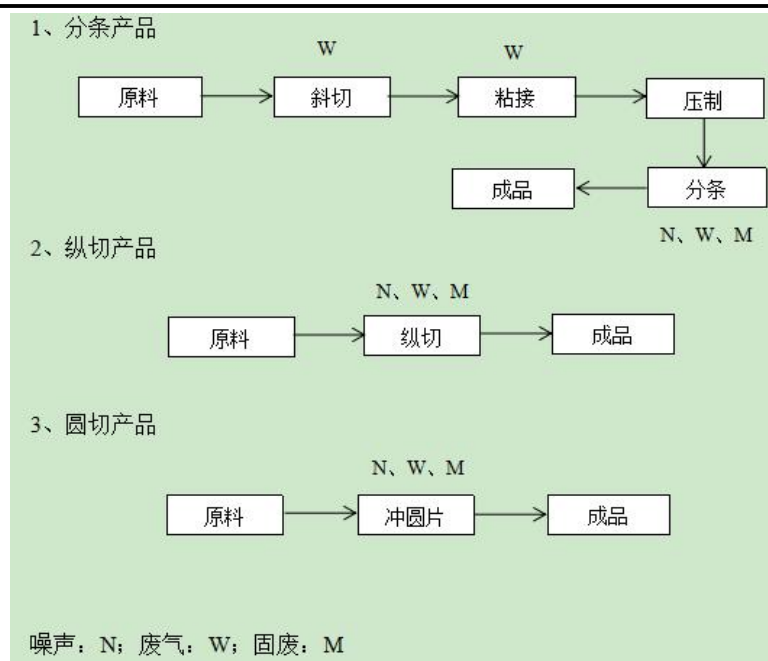 1、分条产品
W W
原料 斜切 粘接 压制
成品 分条
N、W、M
2、纵切产品
N、W、M
原料 纵切 成品
3、圆切产品
N、W、M
原料 冲圆片 成品
噪声：N；废气：W；固废：M